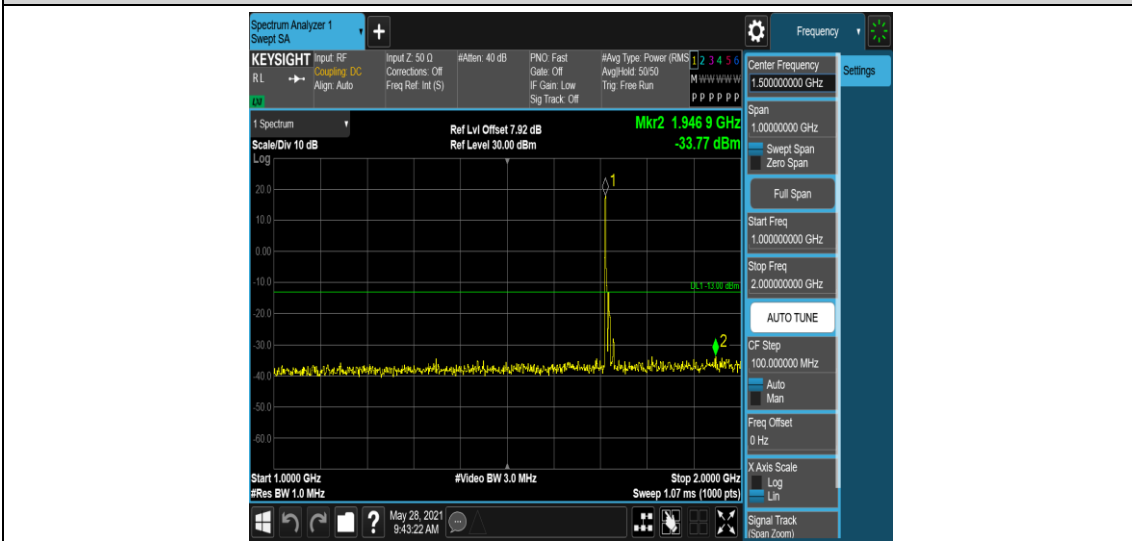 Spectrum Analyzer 1
Swept SA
+
Frequency
KEYSIGHT
RL
LXI
Input: RF
Coupling: DC
Align: Auto
Input Z: 50 Ω
Corrections: Off
Freq Ref: Int (S)
#Atten: 40 dB
PNO: Fast
Gate: Off
IF Gain: Low
Sig Track: Off
#Avg Type: Power (RMS
Avg|Hold: 50/50
Trig: Free Run
1 2 3 4 5 6
M W W W W W
P P P P P P
Center Frequency
1.500000000 GHz
Settings
Span
1.00000000 GHz
Swept Span
Zero Span
Full Span
Start Freq
1.000000000 GHz
Stop Freq
2.000000000 GHz
AUTO TUNE
CF Step
100.000000 MHz
Auto
Man
Freq Offset
0 Hz
X Axis Scale
Log
Lin
Signal Track
(Span Zoom)
1 Spectrum
Scale/Div 10 dB
Log
Ref Lvl Offset 7.92 dB
Ref Level 30.00 dBm
Mkr2 1.946 9 GHz
-33.77 dBm
1
20.0
10.0
0.00
-10.0
DL1 -13.00 dBm
-20.0
-30.0
2
-40.0
-50.0
-60.0
Start 1.0000 GHz
#Video BW 3.0 MHz
Stop 2.0000 GHz
#Res BW 1.0 MHz
Sweep 1.07 ms (1000 pts)
?
May 28, 2021
9:43:22 AM